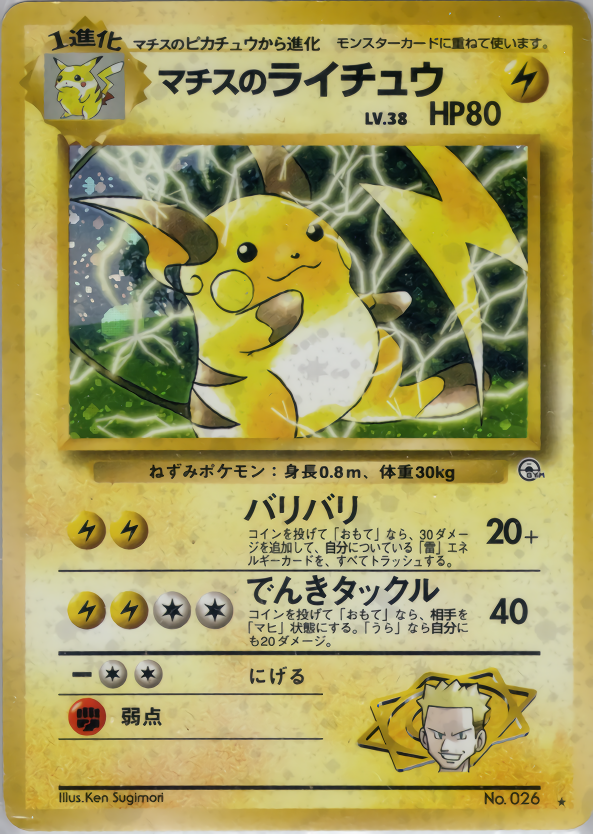 1進化 マチスのピカチュウから進化 モンスターカードに重ねて使います。
マチスのライチュウ
LV.38 HP80
ねずみポケモン：身長0.8m、体重30kg
GYM
バリバリ
コインを投げて「おもて」なら、30ダメー
ジを追加して、自分についている「雷」エネ
ルギーカードを、すべてトラッシュする。
20+
でんきタックル
コインを投げて「おもて」なら、相手を
「マヒ」状態にする。「うら」なら自分に
も20ダメージ。
40
にげる
弱点
Illus.Ken Sugimori
No. 026 ★